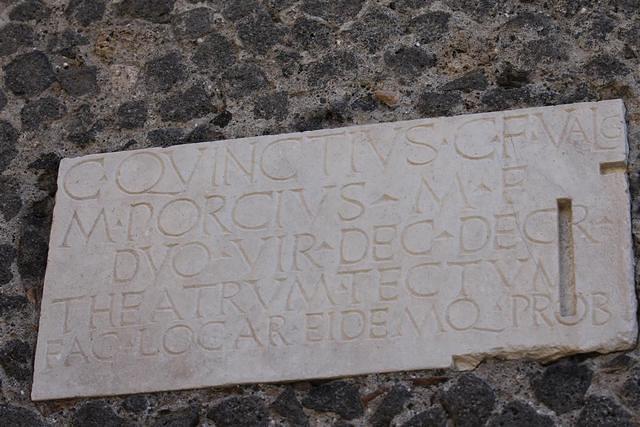 C·QVINCTIVS·C·F·VALG
M·PORCIVS·M·F
DVO·VIR·DEC·DECR
THEATRVM·TECTVM
FAC·LOCAR·EIDEMQ·PROB